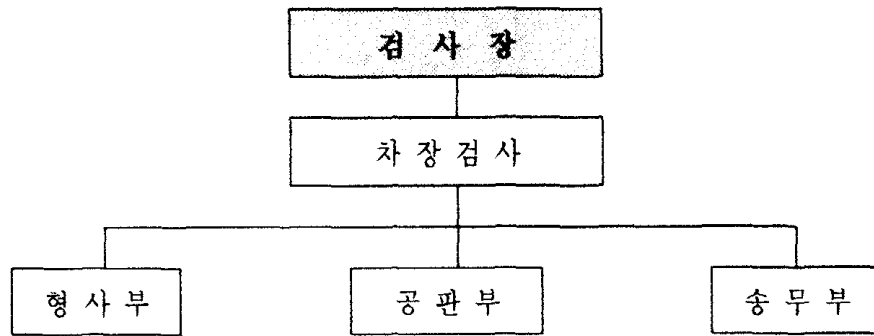 검 사 장
차 장 검 사
형 사 부
공 판 부
송 무 부